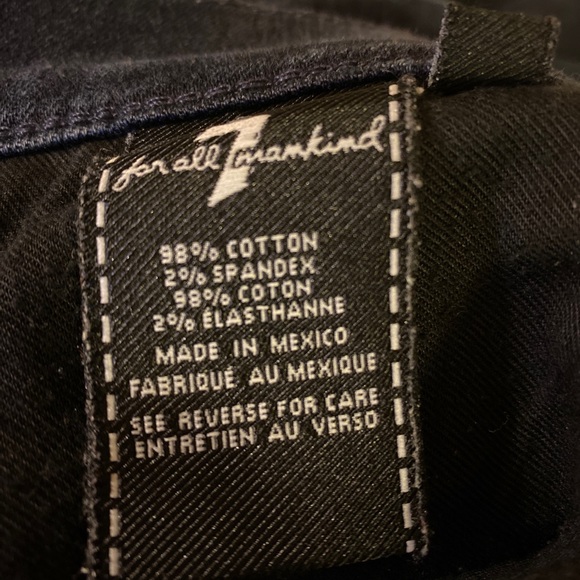 for all 7 mankind
98% COTTON
2% SPANDEX
98% COTON
2% ÉLASTHANNE
MADE IN MEXICO
FABRIQUÉ AU MEXIQUE
SEE REVERSE FOR CARE
ENTRETIEN AU VERSO